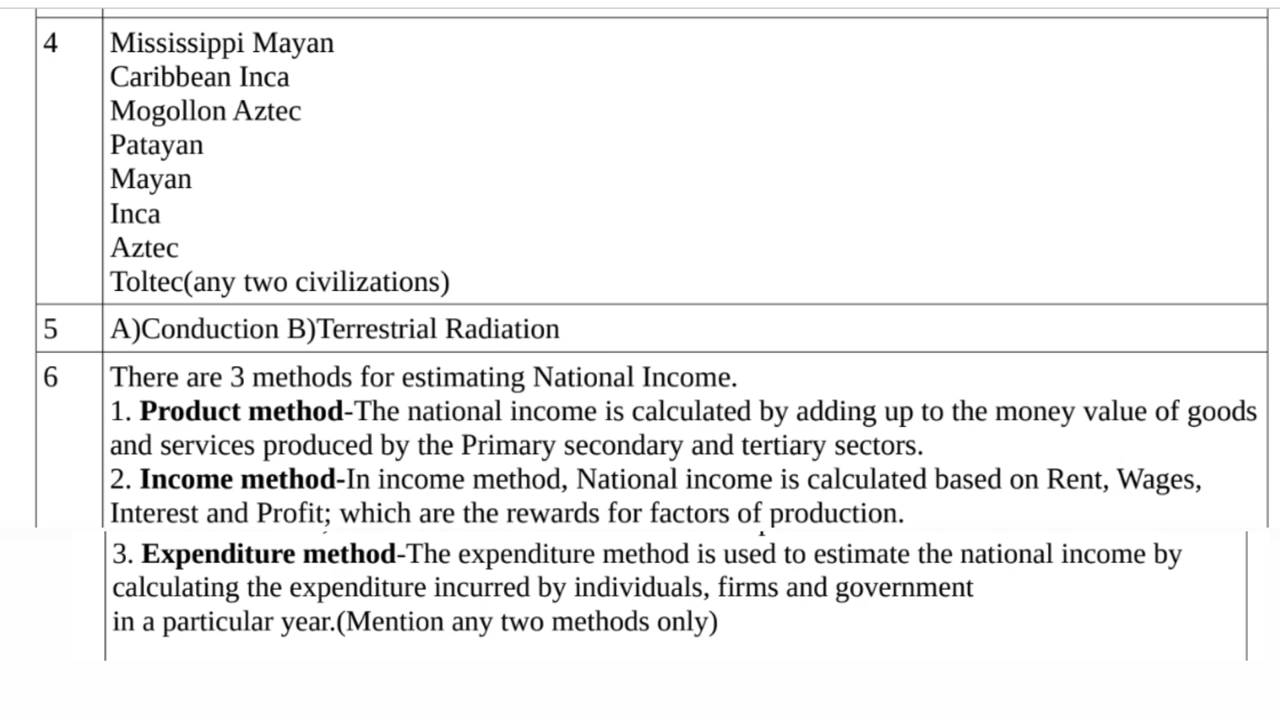 4
Mississippi Mayan
Caribbean Inca
Mogollon Aztec
Patayan
Mayan
Inca
Aztec
Toltec(any two civilizations)
5
A)Conduction B)Terrestrial Radiation
6
There are 3 methods for estimating National Income.
1. Product method-The national income is calculated by adding up to the money value of goods
and services produced by the Primary secondary and tertiary sectors.
2. Income method-In income method, National income is calculated based on Rent, Wages,
Interest and Profit; which are the rewards for factors of production.
3. Expenditure method-The expenditure method is used to estimate the national income by
calculating the expenditure incurred by individuals, firms and government
in a particular year.(Mention any two methods only)